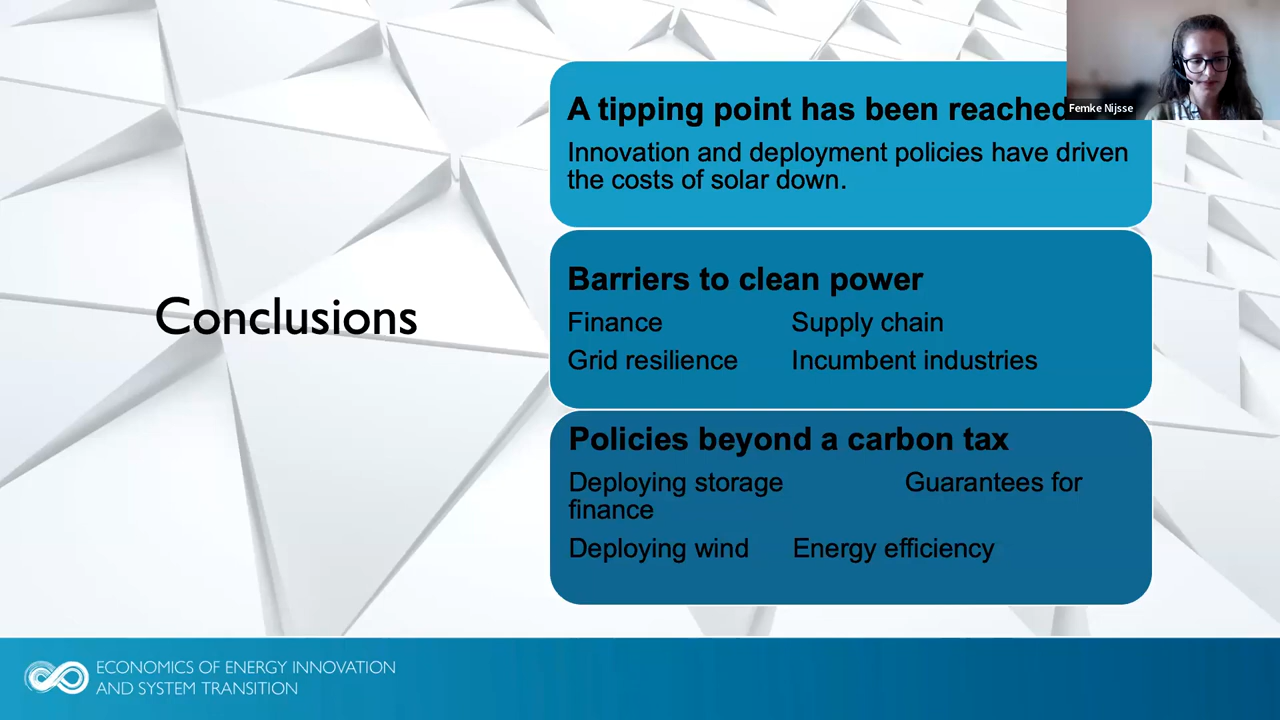 Conclusions
A tipping point has been reached
Innovation and deployment policies have driven
the costs of solar down.
Femke Nijsse
Barriers to clean power
Finance Supply chain
Grid resilience Incumbent industries
Policies beyond a carbon tax
Deploying storage Guarantees for
finance
Deploying wind Energy efficiency
ECONOMICS OF ENERGY INNOVATION
AND SYSTEM TRANSITION